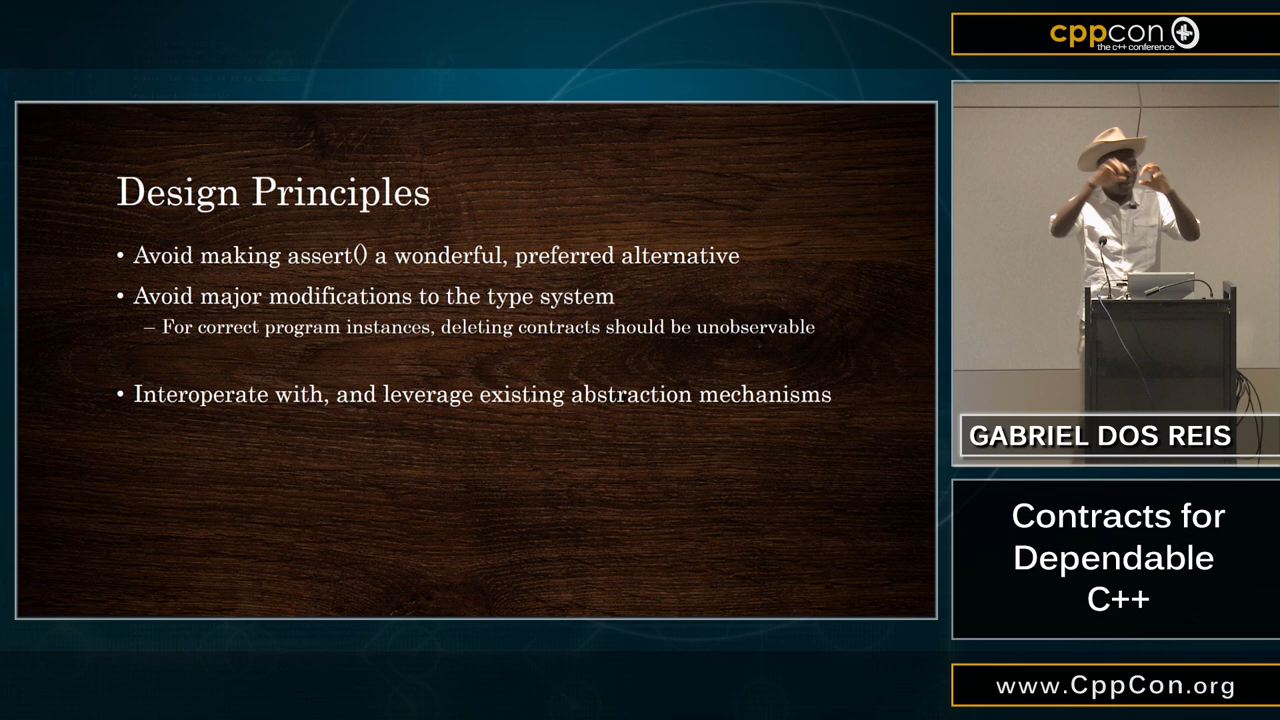 cppcon
the c++ conference
Design Principles
• Avoid making assert() a wonderful, preferred alternative
• Avoid major modifications to the type system
– For correct program instances, deleting contracts should be unobservable
• Interoperate with, and leverage existing abstraction mechanisms
GABRIEL DOS REIS
Contracts for
Dependable
C++
www.CppCon.org